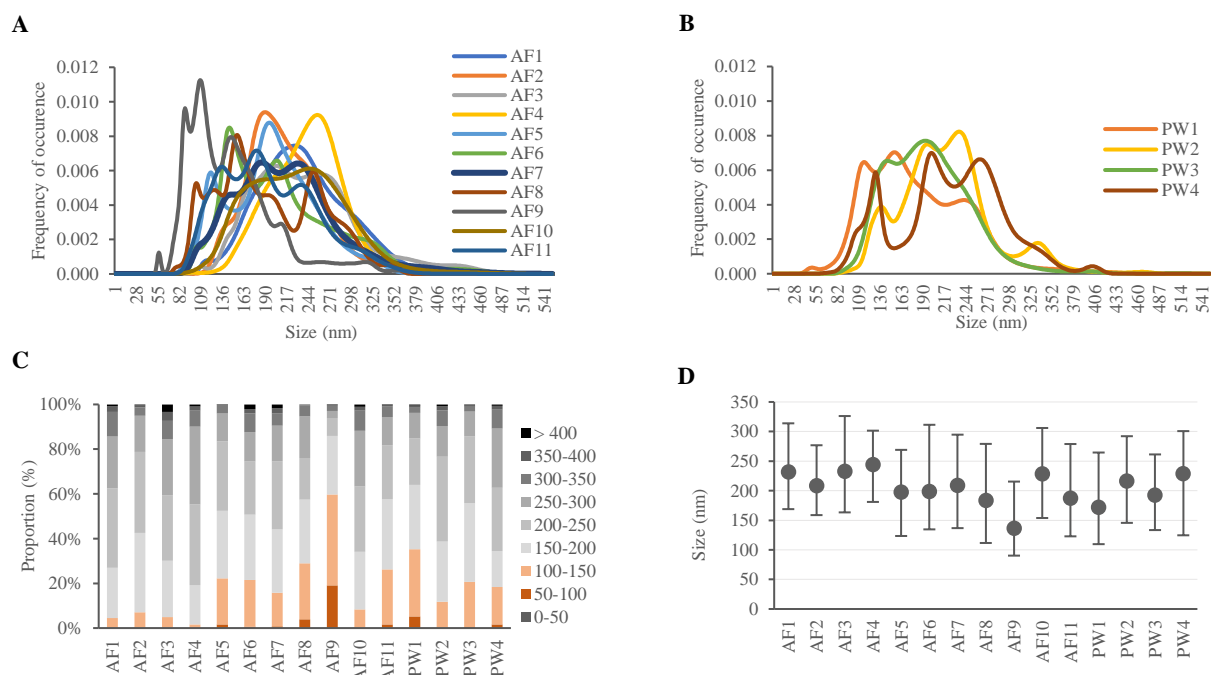 A
Frequency of occurence
0.012
0.010
0.008
0.006
0.004
0.002
0.000
1 28 55 82 109 136 163 190 217 244 271 298 325 352 379 406 433 460 487 514 541
Size (nm)
AF1
AF2
AF3
AF4
AF5
AF6
AF7
AF8
AF9
AF10
AF11
B
Frequency of occurence
0.012
0.010
0.008
0.006
0.004
0.002
0.000
1 28 55 82 109 136 163 190 217 244 271 298 325 352 379 406 433 460 487 514 541
Size (nm)
PW1
PW2
PW3
PW4
C
Proportion (%)
100%
80%
60%
40%
20%
0%
AF1 AF2 AF3 AF4 AF5 AF6 AF7 AF8 AF9 AF10 AF11 PW1 PW2 PW3 PW4
> 400
350-400
300-350
250-300
200-250
150-200
100-150
50-100
0-50
D
Size (nm)
350
300
250
200
150
100
50
0
AF1 AF2 AF3 AF4 AF5 AF6 AF7 AF8 AF9 AF10 AF11 PW1 PW2 PW3 PW4